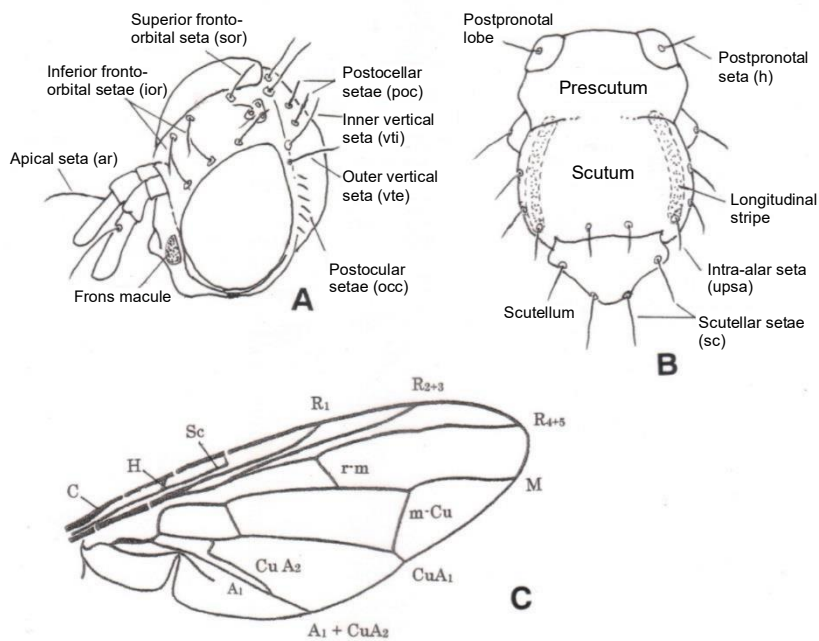 Superior fronto-
orbital seta (sor)
Inferior fronto-
orbital setae (ior)
Apical seta (ar)
Frons macule
Postocellar
setae (poc)
Inner vertical
seta (vti)
Outer vertical
seta (vte)
Postocular
setae (occ)
A
Postpronotal
lobe
Postpronotal
seta (h)
Prescutum
Scutum
Longitudinal
stripe
Intra-alar seta
(upsa)
Scutellum
Scutellar setae
(sc)
B
C
H
Sc
R1
R2+3
R4+5
r-m
M
m-Cu
CuA1
Cu A2
A1
A1 + CuA2
C